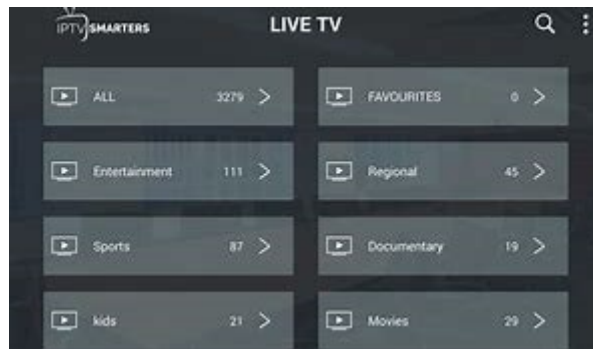 IPTV SMARTERS
LIVE TV
ALL 3279
FAVOURITES 0
Entertainment 111
Regional 45
Sports 87
Documentary 19
kids 21
Movies 29